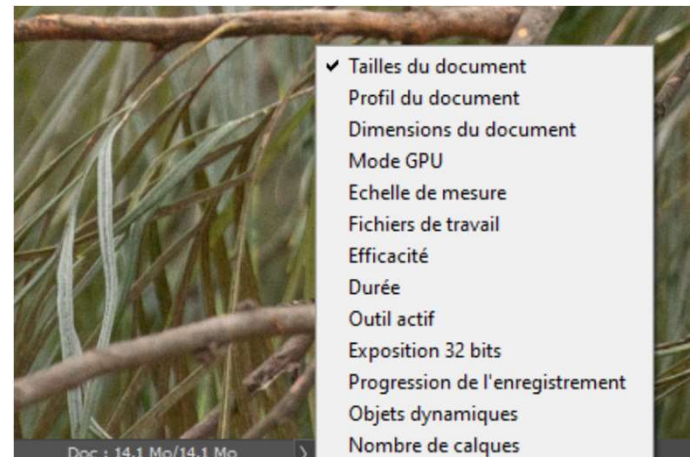 Tailles du document
Profil du document
Dimensions du document
Mode GPU
Echelle de mesure
Fichiers de travail
Efficacité
Durée
Outil actif
Exposition 32 bits
Progression de l'enregistrement
Objets dynamiques
Nombre de calques
Doc : 14,1 Mo/14,1 Mo